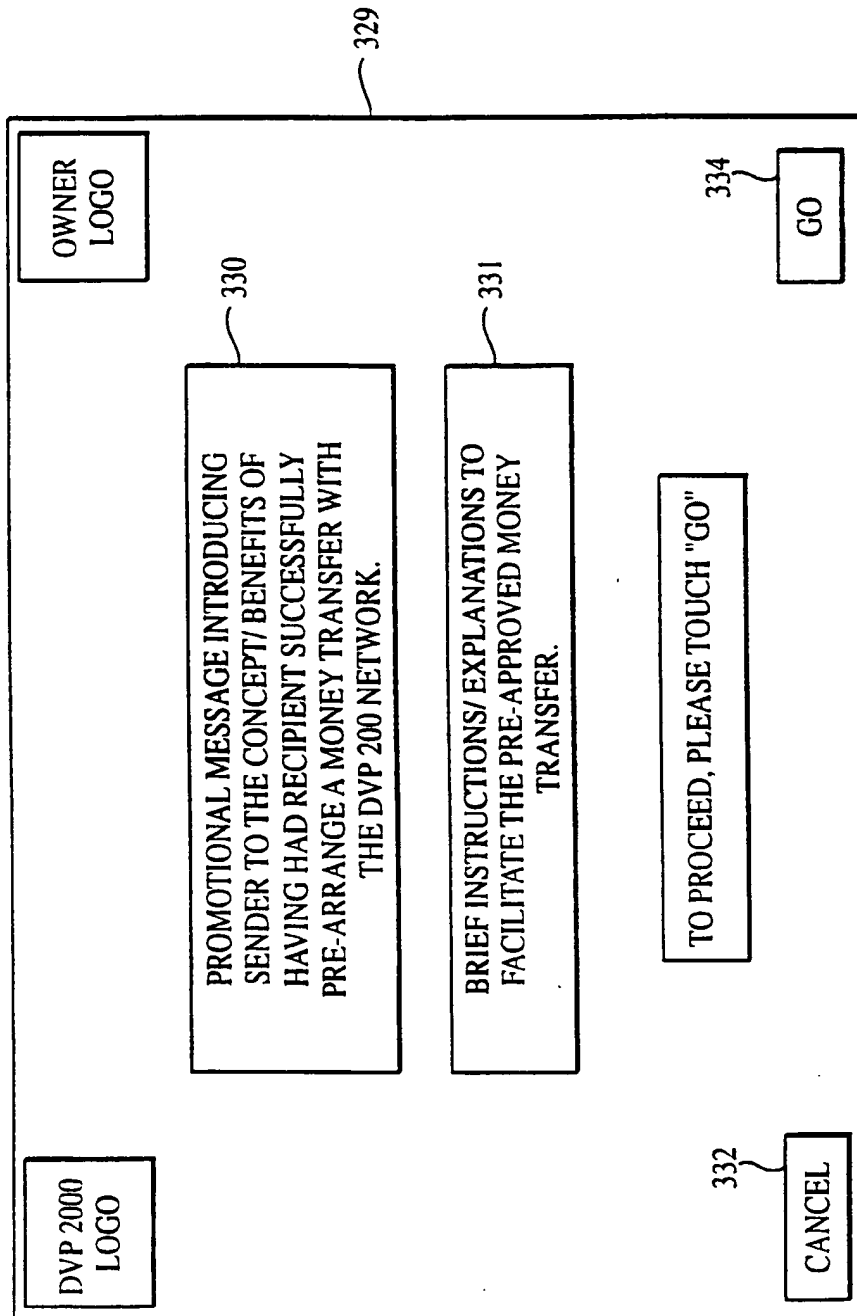 DVP 2000
LOGO
OWNER
LOGO
329
330
PROMOTIONAL MESSAGE INTRODUCING
SENDER TO THE CONCEPT/ BENEFITS OF
HAVING HAD RECIPIENT SUCCESSFULLY
PRE-ARRANGE A MONEY TRANSFER WITH
THE DVP 200 NETWORK.
331
BRIEF INSTRUCTIONS/ EXPLANATIONS TO
FACILITATE THE PRE-APPROVED MONEY
TRANSFER.
TO PROCEED, PLEASE TOUCH "GO"
332
CANCEL
334
GO